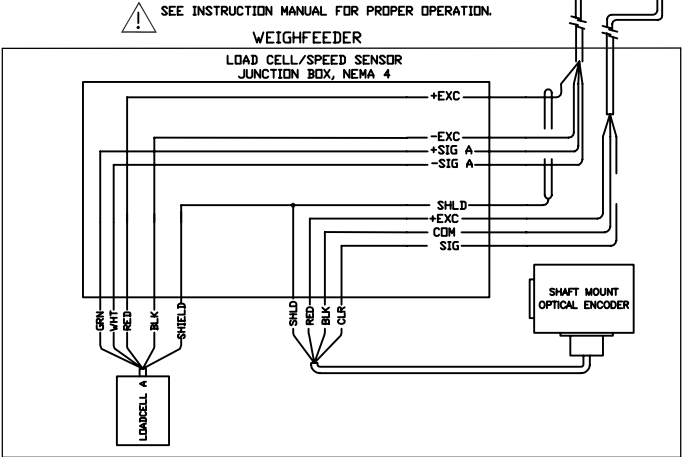 SEE INSTRUCTION MANUAL FOR PROPER OPERATION.
WEIGHFEEDER
LOAD CELL/SPEED SENSOR
JUNCTION BOX, NEMA 4
+EXC
-EXC
+SIG A
-SIG A
SHLD
+EXC
COM
SIG
GRN
WHT
RED
BLK
SHIELD
SHLD
RED
BLK
CLR
SHAFT MOUNT
OPTICAL ENCODER
LOADCELL A